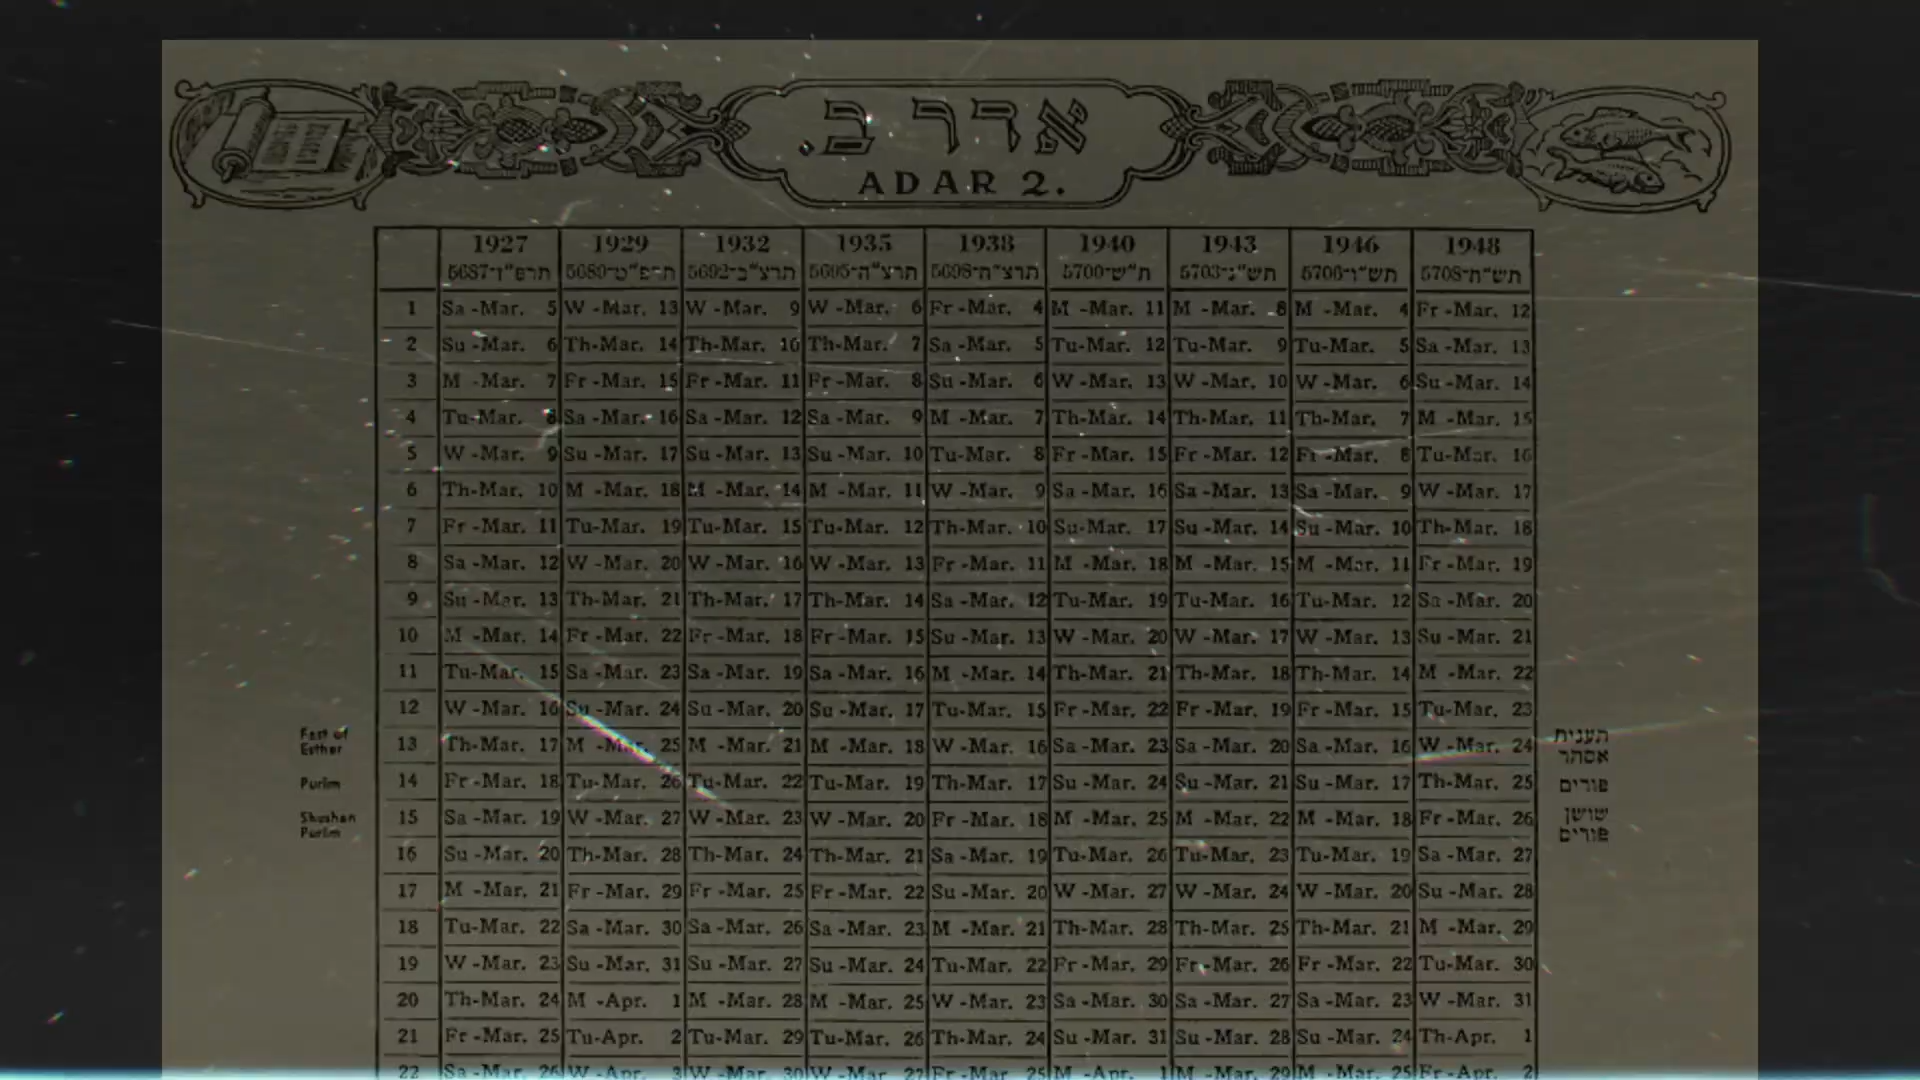 אדר ב.
ADAR 2.
1927 1929 1932 1935 1938 1940 1943 1946 1948
5687־תרפ"ז 5689־תרפ"ט 5692־תרצ"ב 5695־תרצ"ה 5698־תרצ"ח 5700־ת"ש 5703־תש"ג 5706־תש"ו 5708־תש"ח
1 Sa -Mar. 5 W -Mar. 13 W -Mar. 9 W -Mar. 6 Fr -Mar. 4 M -Mar. 11 M -Mar. 8 M -Mar. 4 Fr -Mar. 12
2 Su -Mar. 6 Th-Mar. 14 Th-Mar. 10 Th-Mar. 7 Sa -Mar. 5 Tu-Mar. 12 Tu-Mar. 9 Tu-Mar. 5 Sa -Mar. 13
3 M -Mar. 7 Fr -Mar. 15 Fr -Mar. 11 Fr -Mar. 8 Su -Mar. 6 W -Mar. 13 W -Mar. 10 W -Mar. 6 Su -Mar. 14
4 Tu-Mar. 8 Sa -Mar. 16 Sa -Mar. 12 Sa -Mar. 9 M -Mar. 7 Th-Mar. 14 Th-Mar. 11 Th-Mar. 7 M -Mar. 15
5 W -Mar. 9 Su -Mar. 17 Su -Mar. 13 Su -Mar. 10 Tu-Mar. 8 Fr -Mar. 15 Fr -Mar. 12 Fr -Mar. 8 Tu-Mar. 16
6 Th-Mar. 10 M -Mar. 18 M -Mar. 14 M -Mar. 11 W -Mar. 9 Sa -Mar. 16 Sa -Mar. 13 Sa -Mar. 9 W -Mar. 17
7 Fr -Mar. 11 Tu-Mar. 19 Tu-Mar. 15 Tu-Mar. 12 Th-Mar. 10 Su-Mar. 17 Su -Mar. 14 Su -Mar. 10 Th-Mar. 18
8 Sa -Mar. 12 W -Mar. 20 W -Mar. 16 W -Mar. 13 Fr -Mar. 11 M -Mar. 18 M -Mar. 15 M -Mar. 11 Fr -Mar. 19
9 Su -Mar. 13 Th-Mar. 21 Th-Mar. 17 Th-Mar. 14 Sa -Mar. 12 Tu-Mar. 19 Tu-Mar. 16 Tu-Mar. 12 Sa -Mar. 20
10 M -Mar. 14 Fr -Mar. 22 Fr -Mar. 18 Fr -Mar. 15 Su -Mar. 13 W -Mar. 20 W -Mar. 17 W -Mar. 13 Su -Mar. 21
11 Tu-Mar. 15 Sa -Mar. 23 Sa -Mar. 19 Sa -Mar. 16 M -Mar. 14 Th-Mar. 21 Th-Mar. 18 Th-Mar. 14 M -Mar. 22
12 W -Mar. 16 Su -Mar. 24 Su -Mar. 20 Su -Mar. 17 Tu-Mar. 15 Fr -Mar. 22 Fr -Mar. 19 Fr -Mar. 15 Tu-Mar. 23
Fast of Esther 13 Th-Mar. 17 M -Mar. 25 M -Mar. 21 M -Mar. 18 W -Mar. 16 Sa -Mar. 23 Sa -Mar. 20 Sa -Mar. 16 W -Mar. 24 תענית אסתר
Purim 14 Fr -Mar. 18 Tu-Mar. 26 Tu-Mar. 22 Tu-Mar. 19 Th-Mar. 17 Su -Mar. 24 Su -Mar. 21 Su -Mar. 17 Th-Mar. 25 פורים
Shushan Purim 15 Sa -Mar. 19 W -Mar. 27 W -Mar. 23 W -Mar. 20 Fr -Mar. 18 M -Mar. 25 M -Mar. 22 M -Mar. 18 Fr -Mar. 26 שושן פורים
16 Su -Mar. 20 Th-Mar. 28 Th-Mar. 24 Th-Mar. 21 Sa -Mar. 19 Tu-Mar. 26 Tu-Mar. 23 Tu-Mar. 19 Sa -Mar. 27
17 M -Mar. 21 Fr -Mar. 29 Fr -Mar. 25 Fr -Mar. 22 Su -Mar. 20 W -Mar. 27 W -Mar. 24 W -Mar. 20 Su -Mar. 28
18 Tu-Mar. 22 Sa -Mar. 30 Sa -Mar. 26 Sa -Mar. 23 M -Mar. 21 Th-Mar. 28 Th-Mar. 25 Th-Mar. 21 M -Mar. 29
19 W -Mar. 23 Su -Mar. 31 Su -Mar. 27 Su -Mar. 24 Tu-Mar. 22 Fr -Mar. 29 Fr -Mar. 26 Fr -Mar. 22 Tu-Mar. 30
20 Th-Mar. 24 M -Apr. 1 M -Mar. 28 M -Mar. 25 W -Mar. 23 Sa -Mar. 30 Sa -Mar. 27 Sa -Mar. 23 W -Mar. 31
21 Fr -Mar. 25 Tu-Apr. 2 Tu-Mar. 29 Tu-Mar. 26 Th-Mar. 24 Su -Mar. 31 Su -Mar. 28 Su -Mar. 24 Th-Apr. 1
22 Sa -Mar. 26 W -Apr. 3 W -Mar. 30 W -Mar. 27 Fr -Mar. 25 M -Apr. 1 M -Mar. 29 M -Mar. 25 Fr -Apr. 2